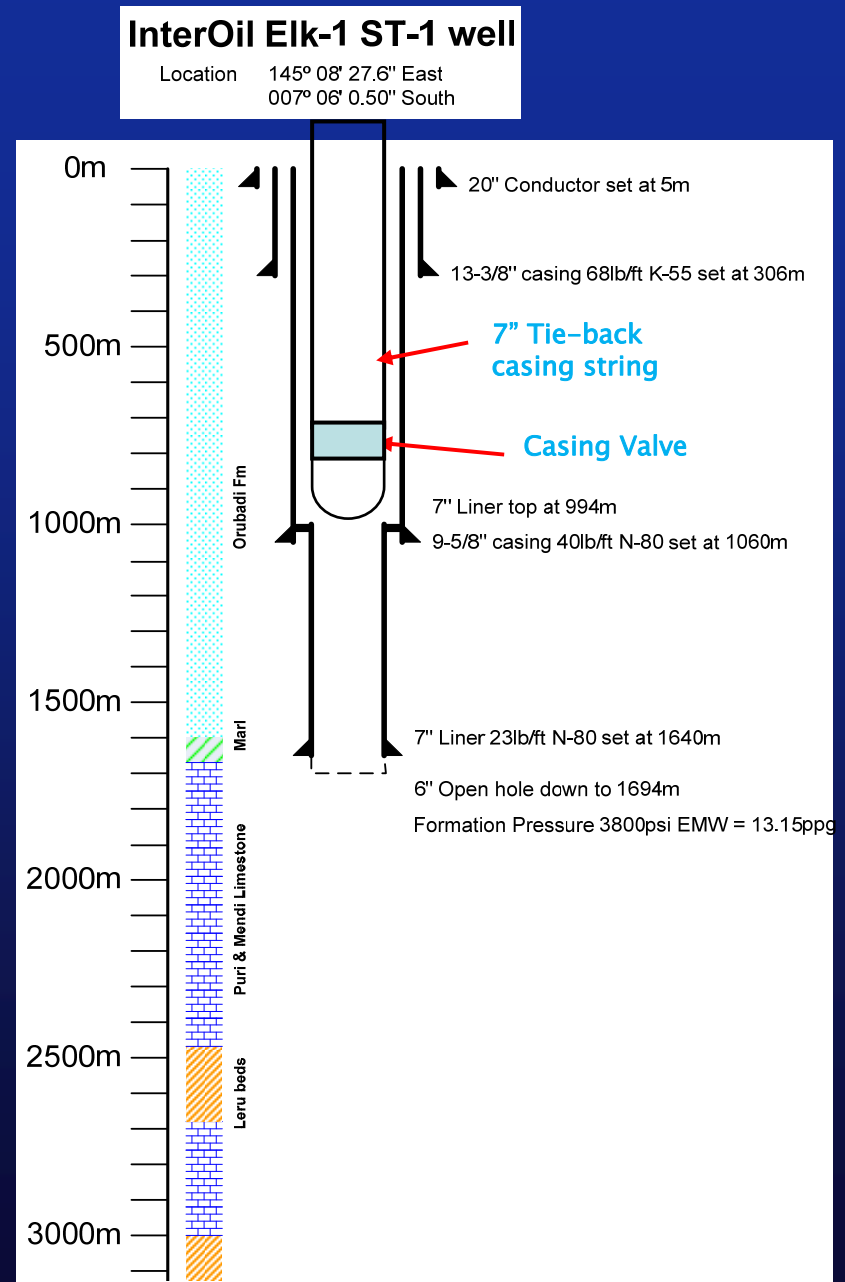 InterOil Elk-1 ST-1 well
Location 145º 08' 27.6" East
007º 06' 0.50" South
0m
20" Conductor set at 5m
13-3/8" casing 68lb/ft K-55 set at 306m
500m
7” Tie-back
casing string
Casing Valve
Orubadi Fm
7" Liner top at 994m
1000m
9-5/8" casing 40lb/ft N-80 set at 1060m
1500m
Marl
7" Liner 23lb/ft N-80 set at 1640m
6" Open hole down to 1694m
Formation Pressure 3800psi EMW = 13.15ppg
2000m
Puri & Mendi Limestone
2500m
Leru beds
3000m